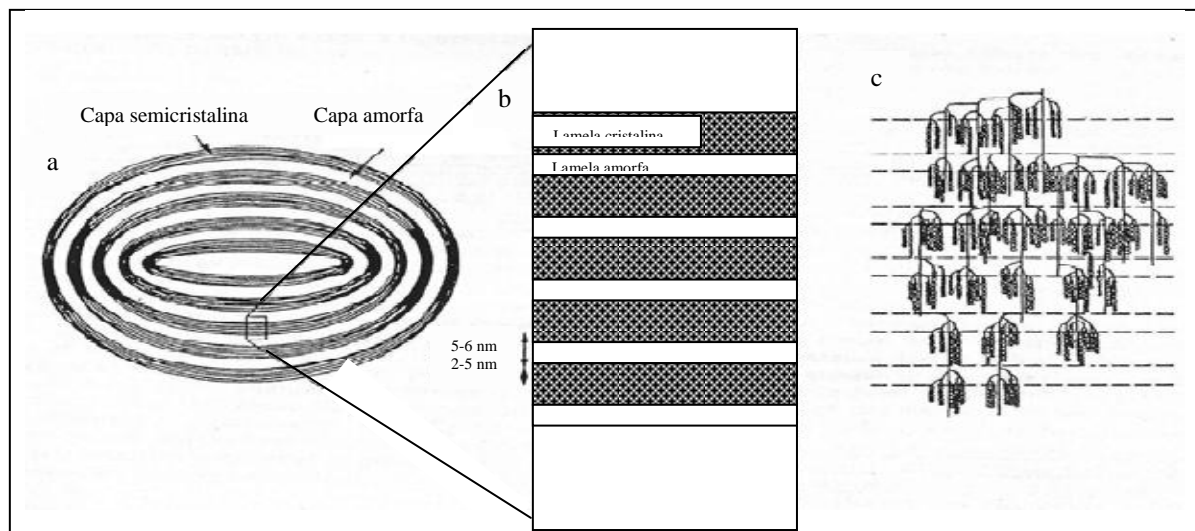 Capa semicristalina
Capa amorfa
a
b
c
Lamela cristalina
Lamela amorfa
5-6 nm
2-5 nm